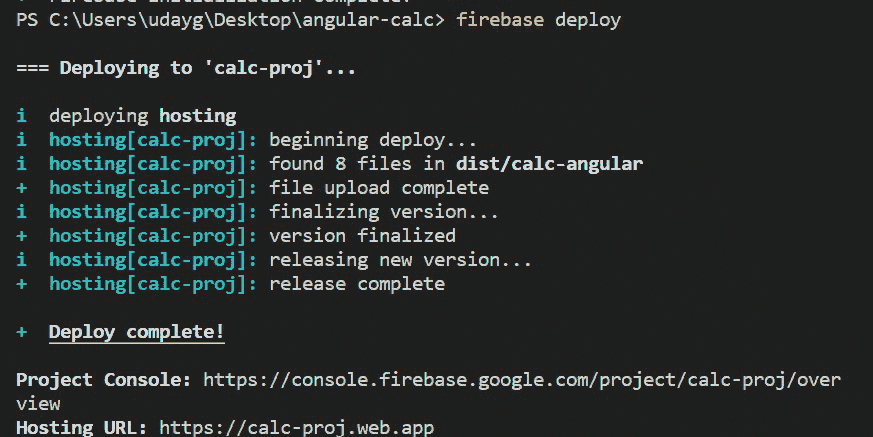 PS C:\Users\udayg\Desktop\angular-calc> firebase deploy
=== Deploying to 'calc-proj'...
i  deploying hosting
i  hosting[calc-proj]: beginning deploy...
i  hosting[calc-proj]: found 8 files in dist/calc-angular
+  hosting[calc-proj]: file upload complete
i  hosting[calc-proj]: finalizing version...
+  hosting[calc-proj]: version finalized
i  hosting[calc-proj]: releasing new version...
+  hosting[calc-proj]: release complete
+  Deploy complete!
Project Console: https://console.firebase.google.com/project/calc-proj/over
view
Hosting URL: https://calc-proj.web.app